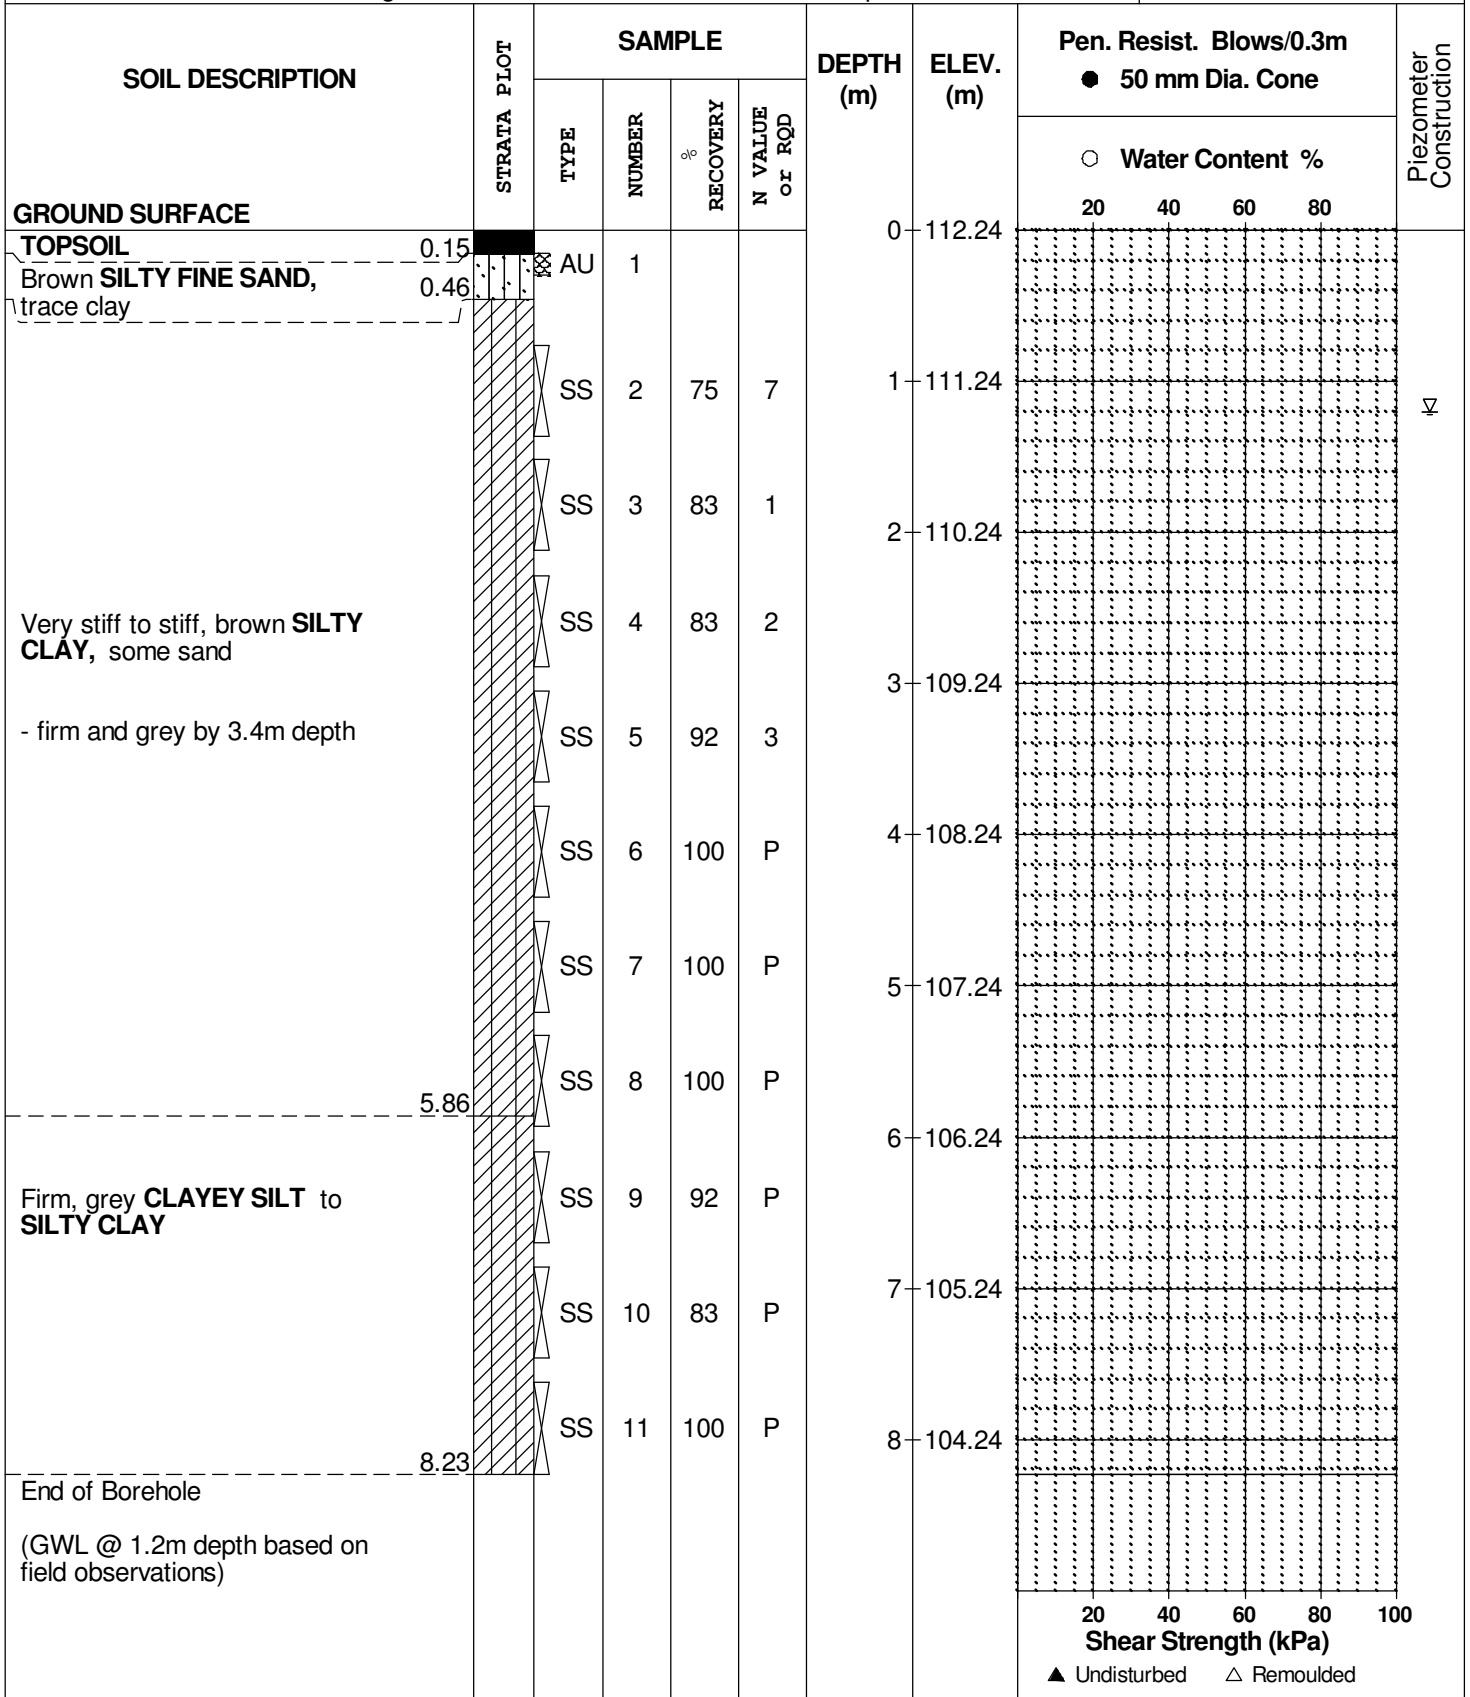 SOIL DESCRIPTION
STRATA PLOT
SAMPLE
TYPE
NUMBER
% RECOVERY
N VALUE or RQD
DEPTH (m)
ELEV. (m)
Pen. Resist. Blows/0.3m
● 50 mm Dia. Cone
○ Water Content %
Piezometer Construction
20 40 60 80
GROUND SURFACE
0 112.24
TOPSOIL 0.15
AU 1
Brown SILTY FINE SAND, 0.46
trace clay
SS 2 75 7
1 111.24
SS 3 83 1
2 110.24
Very stiff to stiff, brown SILTY
CLAY, some sand
SS 4 83 2
3 109.24
- firm and grey by 3.4m depth
SS 5 92 3
4 108.24
SS 6 100 P
SS 7 100 P
5 107.24
SS 8 100 P
5.86
6 106.24
Firm, grey CLAYEY SILT to
SILTY CLAY
SS 9 92 P
7 105.24
SS 10 83 P
SS 11 100 P
8 104.24
8.23
End of Borehole
(GWL @ 1.2m depth based on
field observations)
20 40 60 80 100
Shear Strength (kPa)
▲ Undisturbed △ Remoulded